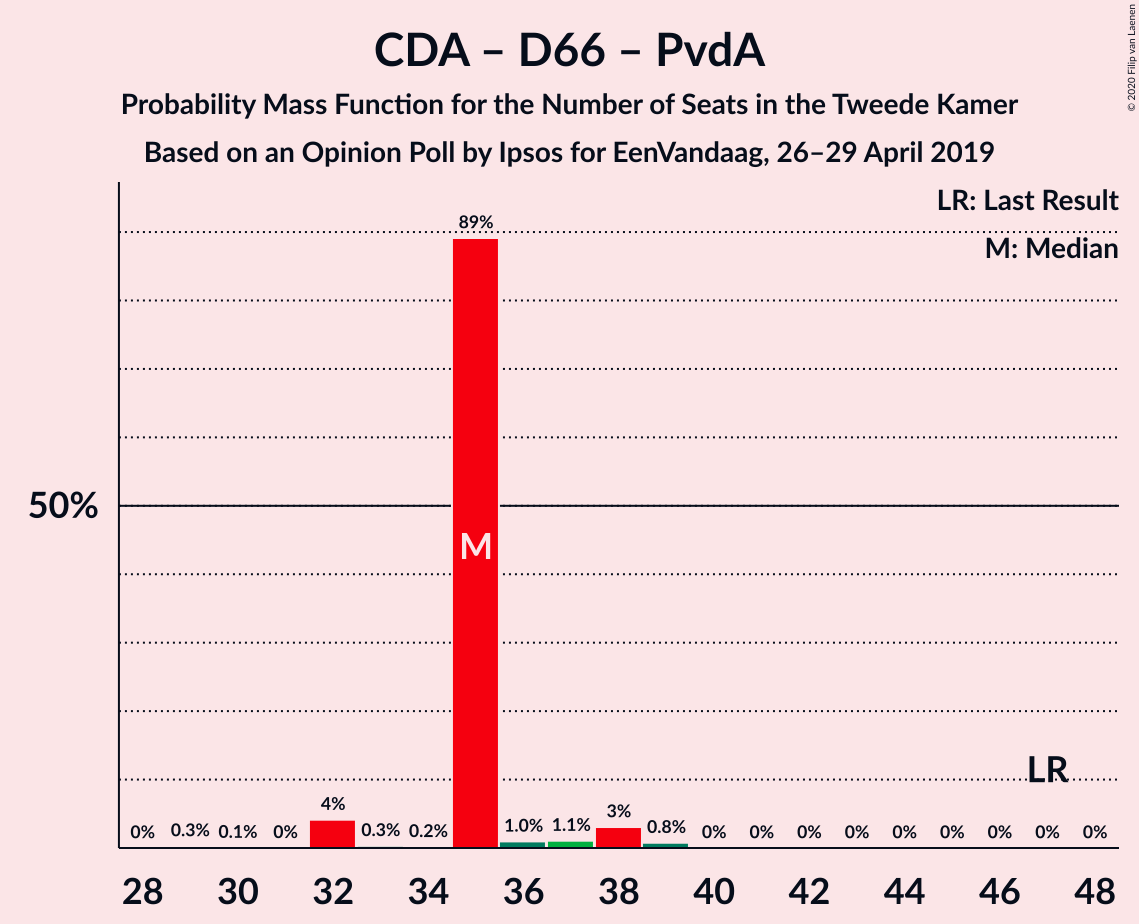 CDA – D66 – PvdA
Probability Mass Function for the Number of Seats in the Tweede Kamer
Based on an Opinion Poll by Ipsos for EenVandaag, 26–29 April 2019
© 2020 Filip van Laenen
LR: Last Result
M: Median
89%
50%
M
LR
0% 0.3% 0.1% 0% 4% 0.3% 0.2% 1.0% 1.1% 3% 0.8% 0% 0% 0% 0% 0% 0% 0% 0% 0%
28 30 32 34 36 38 40 42 44 46 48